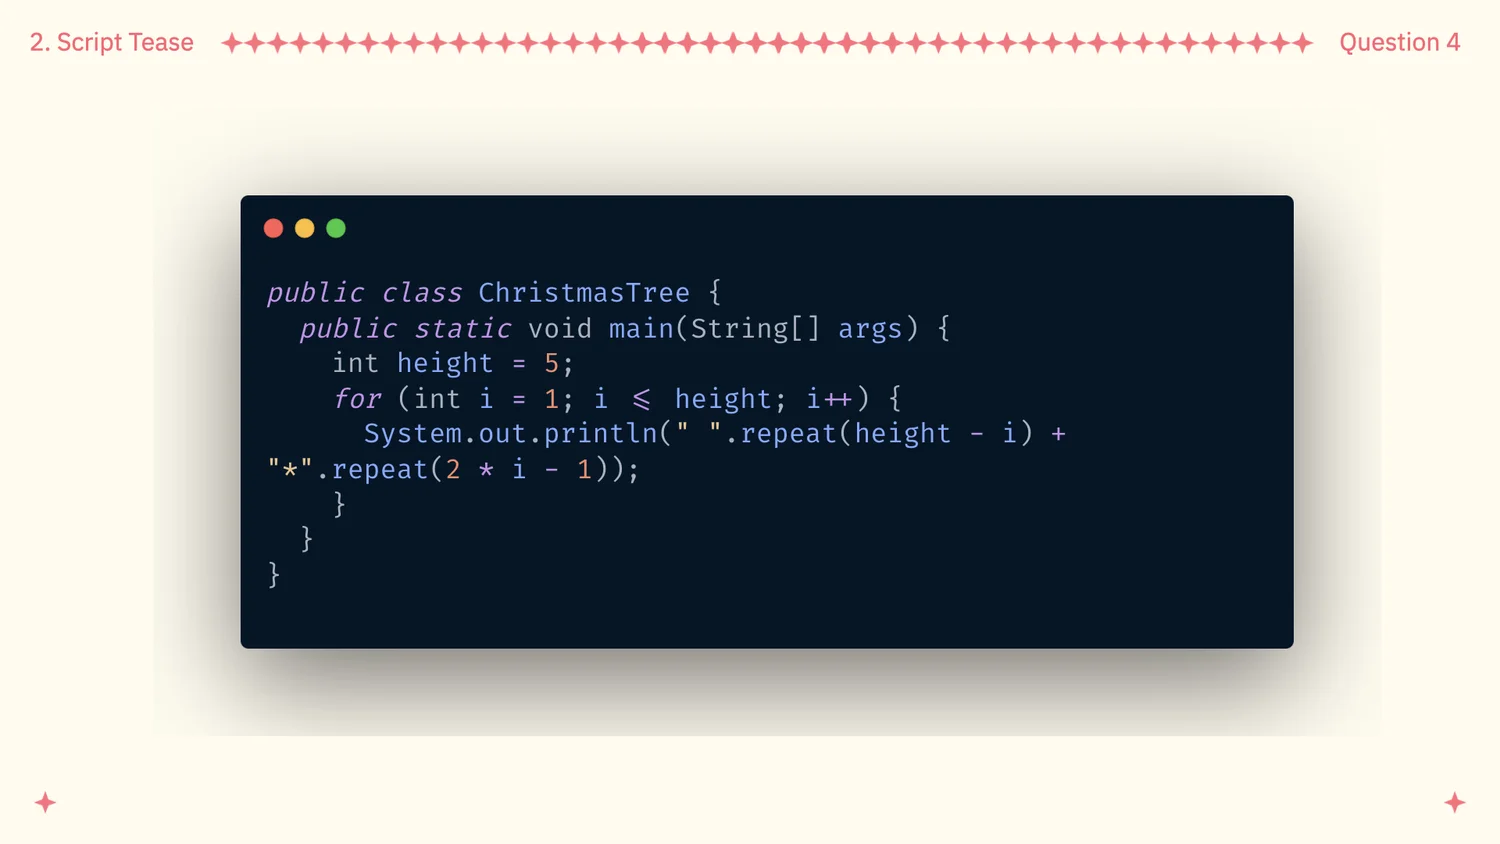 2. Script Tease
Question 4
public class ChristmasTree {
  public static void main(String[] args) {
    int height = 5;
    for (int i = 1; i <= height; i++) {
      System.out.println(" ".repeat(height - i) +
"*".repeat(2 * i - 1));
    }
  }
}